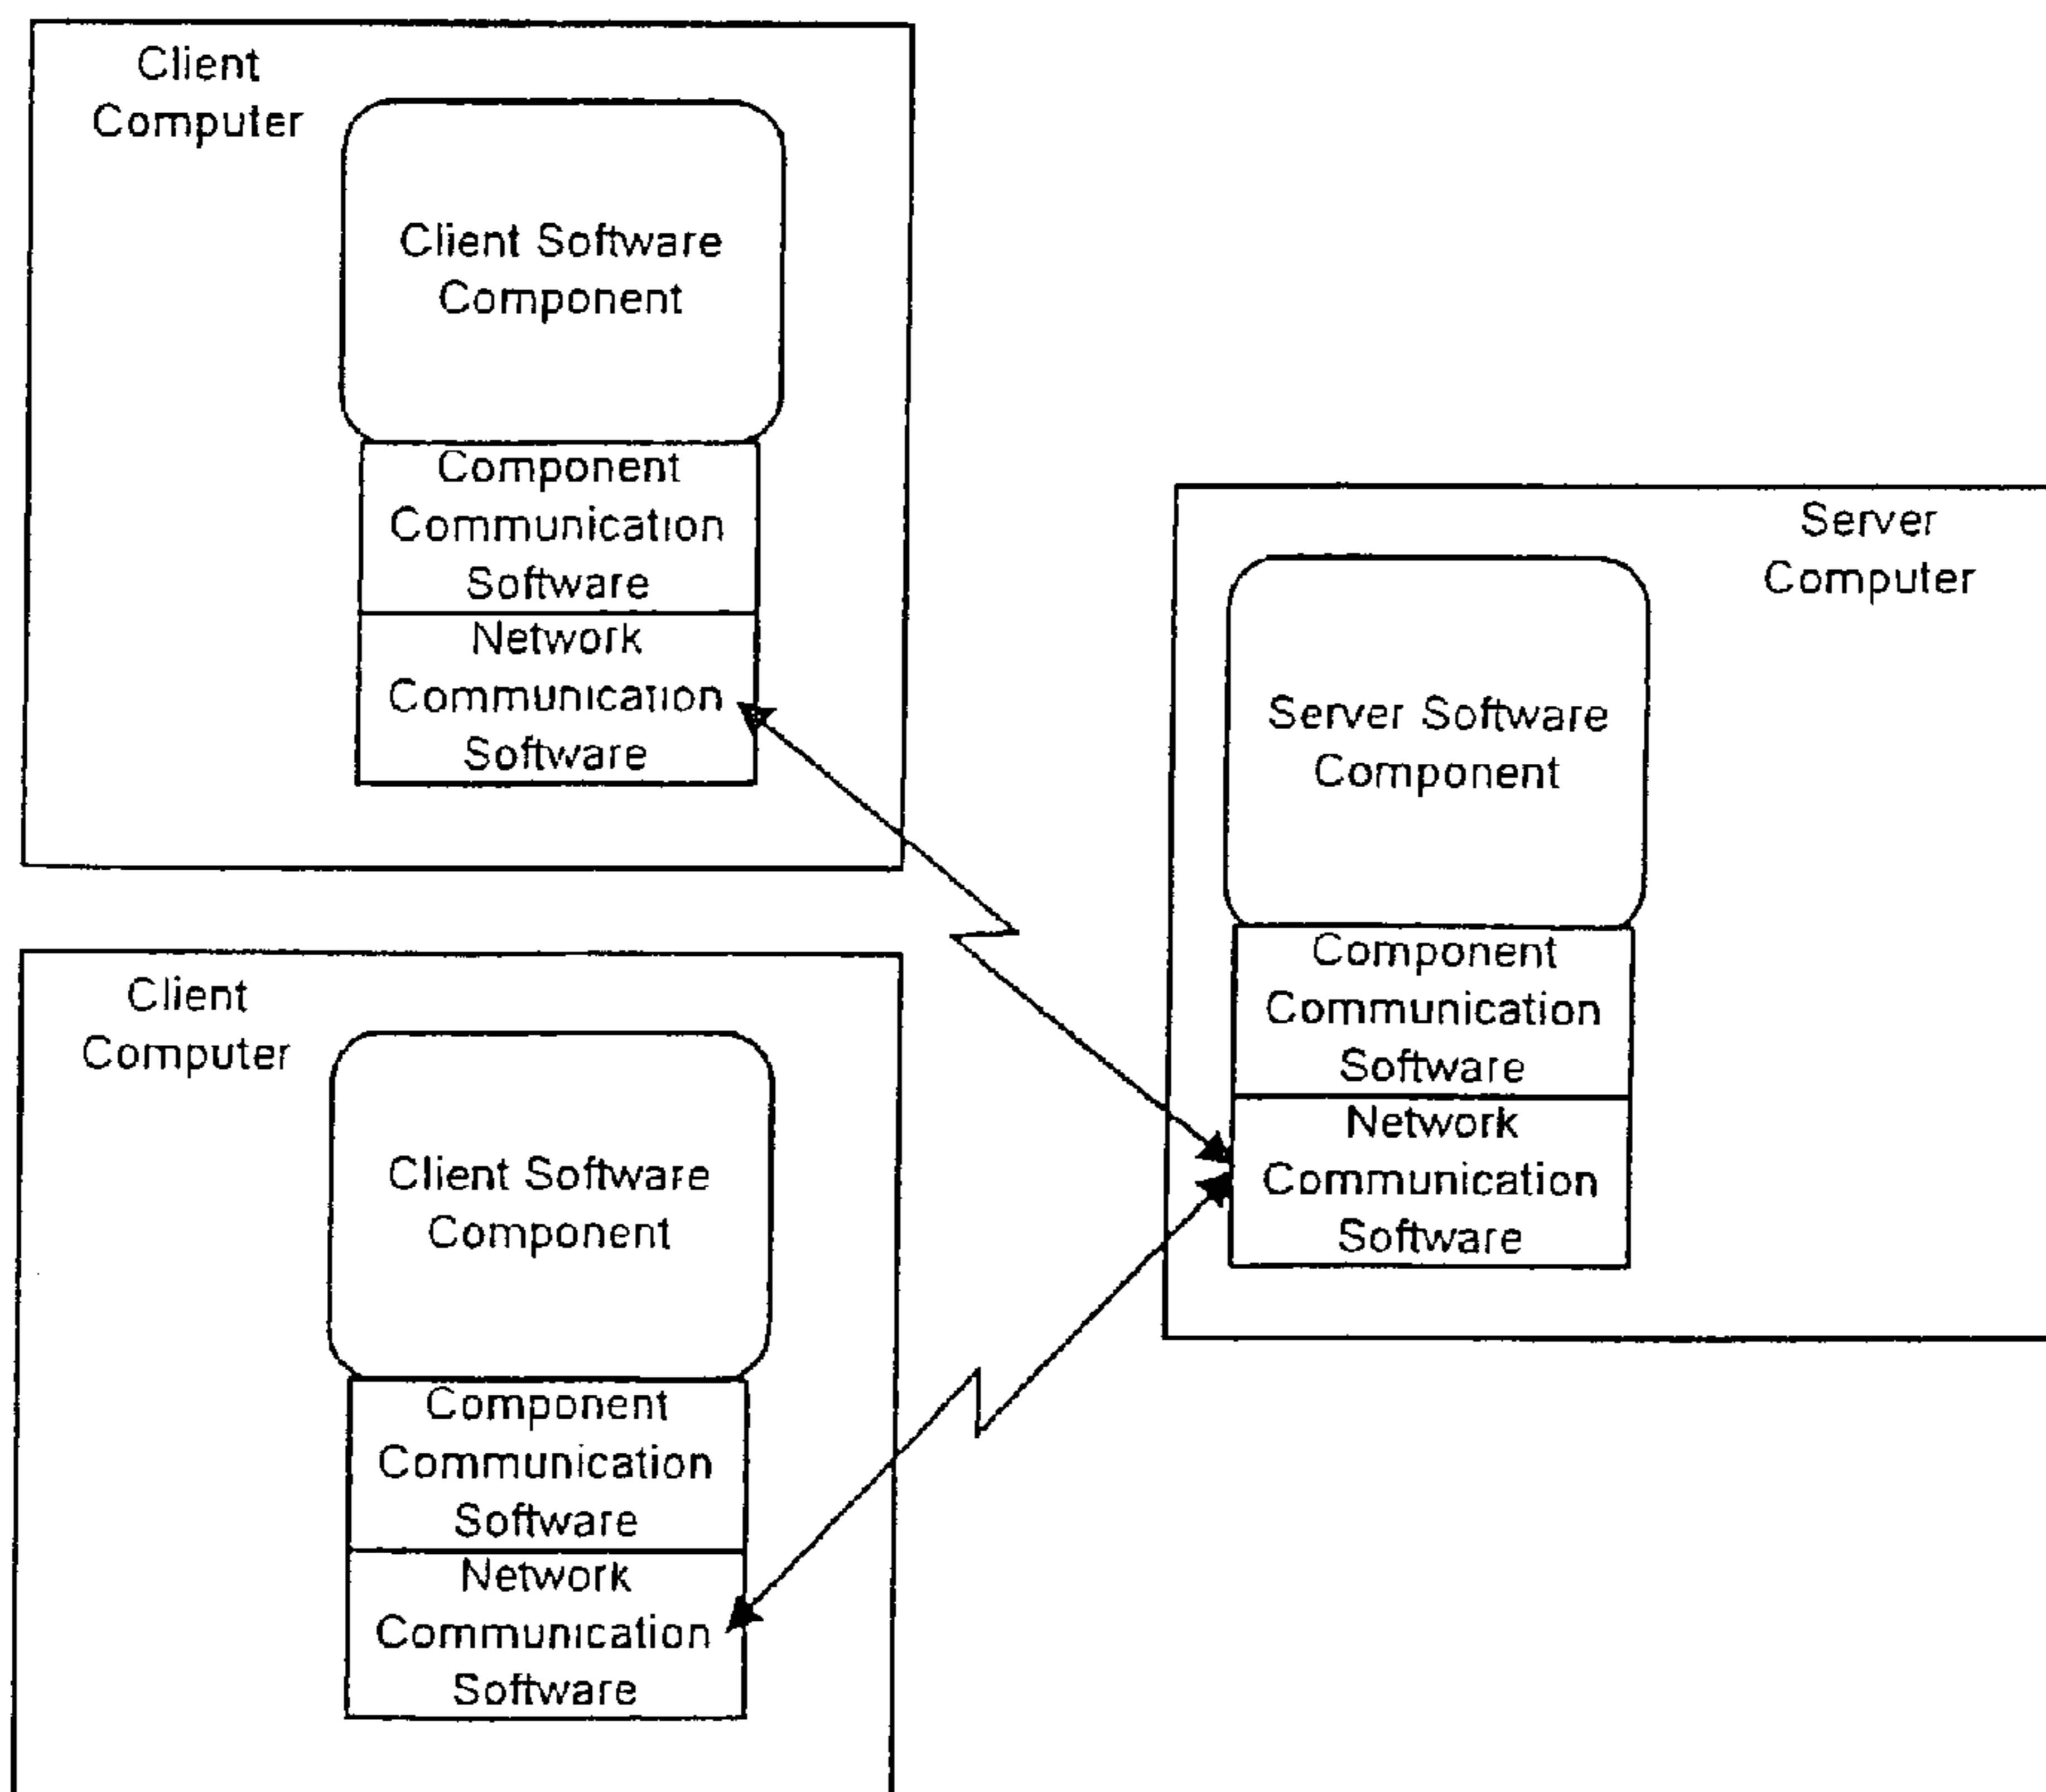 Client
Computer
Client Software
Component
Component
Communication
Software
Network
Communication
Software
Client
Computer
Client Software
Component
Component
Communication
Software
Network
Communication
Software
Server
Computer
Server Software
Component
Component
Communication
Software
Network
Communication
Software